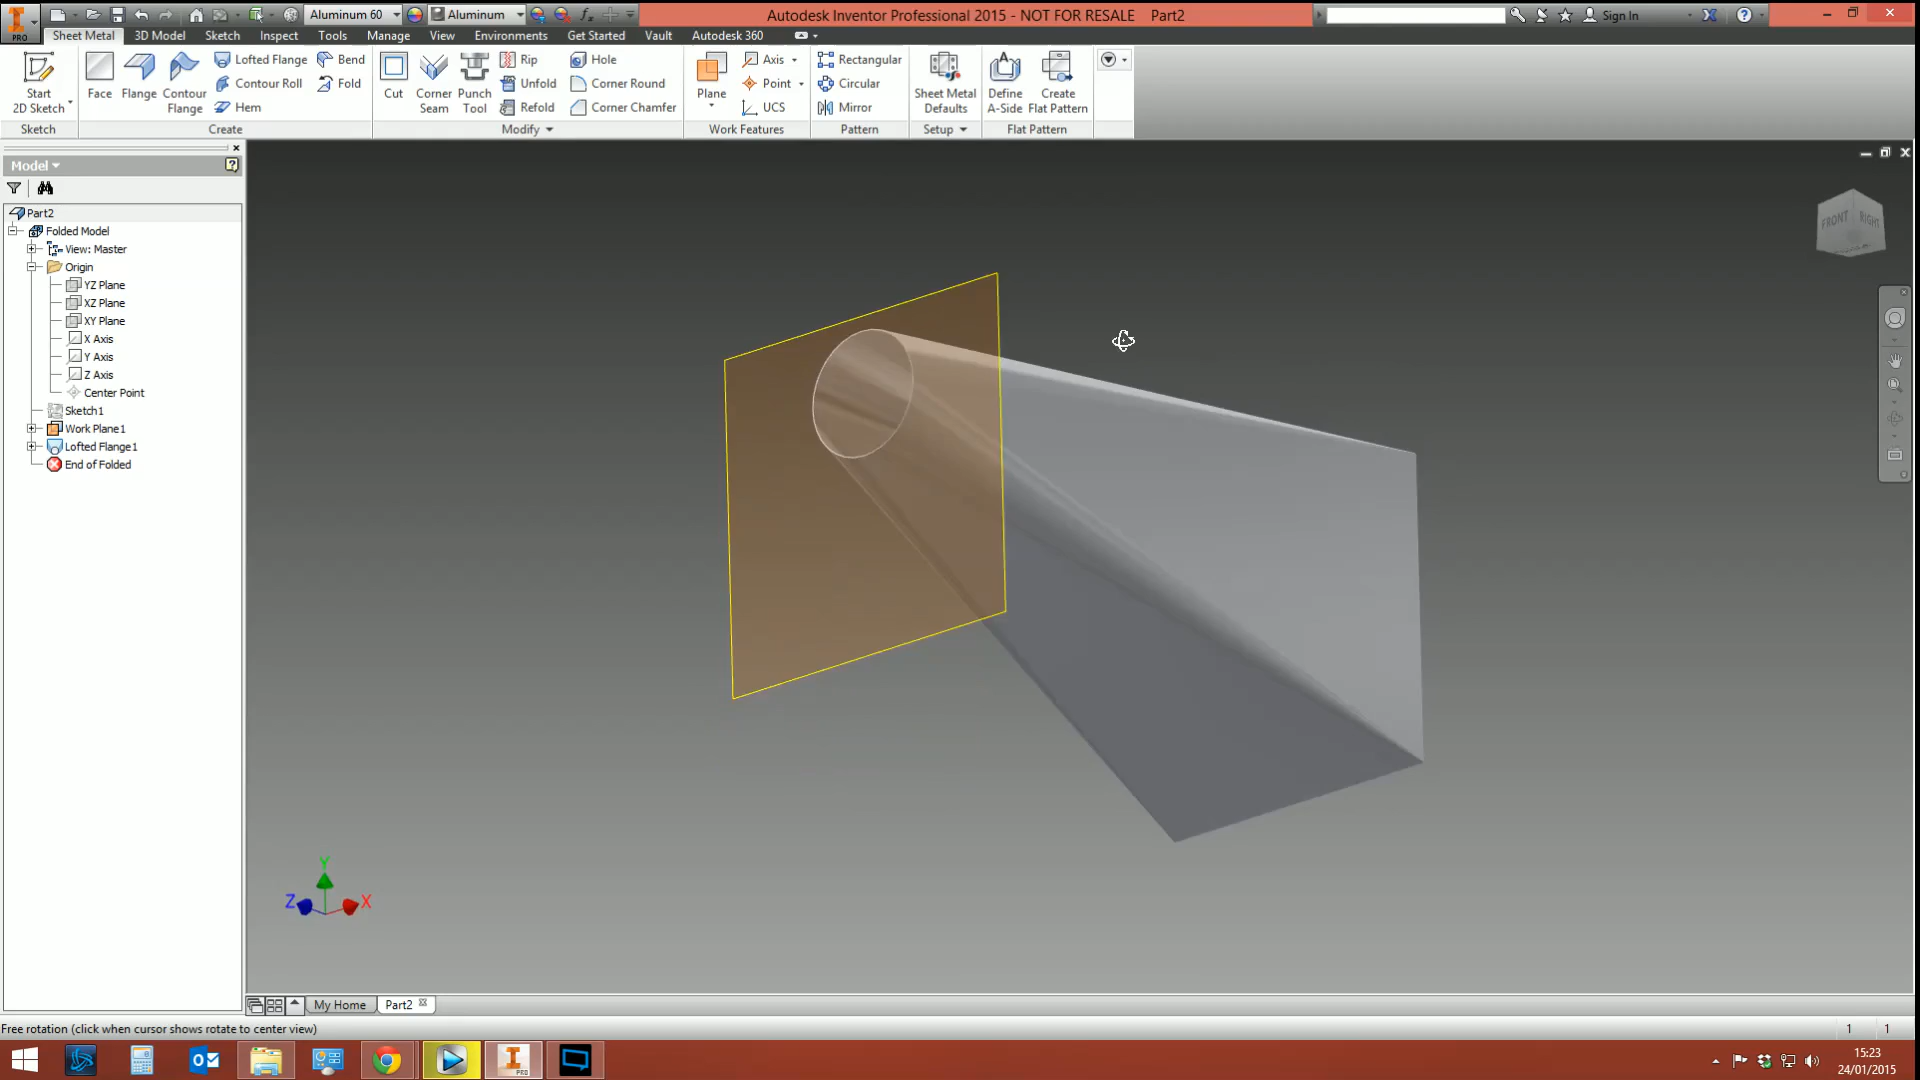 Aluminum 60
Aluminum
Autodesk Inventor Professional 2015 - NOT FOR RESALE Part2
Sign In
PRO
Sheet Metal
3D Model
Sketch
Inspect
Tools
Manage
View
Environments
Get Started
Vault
Autodesk 360
Start
2D Sketch
Face
Flange
Contour
Flange
Lofted Flange
Contour Roll
Hem
Bend
Fold
Cut
Corner
Seam
Punch
Tool
Rip
Unfold
Refold
Hole
Corner Round
Corner Chamfer
Plane
Axis
Point
UCS
Rectangular
Circular
Mirror
Sheet Metal
Defaults
Define
A-Side
Create
Flat Pattern
Sketch
Create
Modify
Work Features
Pattern
Setup
Flat Pattern
Model
Part2
Folded Model
View: Master
Origin
YZ Plane
XZ Plane
XY Plane
X Axis
Y Axis
Z Axis
Center Point
Sketch1
Work Plane1
Lofted Flange1
End of Folded
FRONT
RIGHT
Y
Z
X
My Home
Part2
Free rotation (click when cursor shows rotate to center view)
1
1
PRO
15:23
24/01/2015